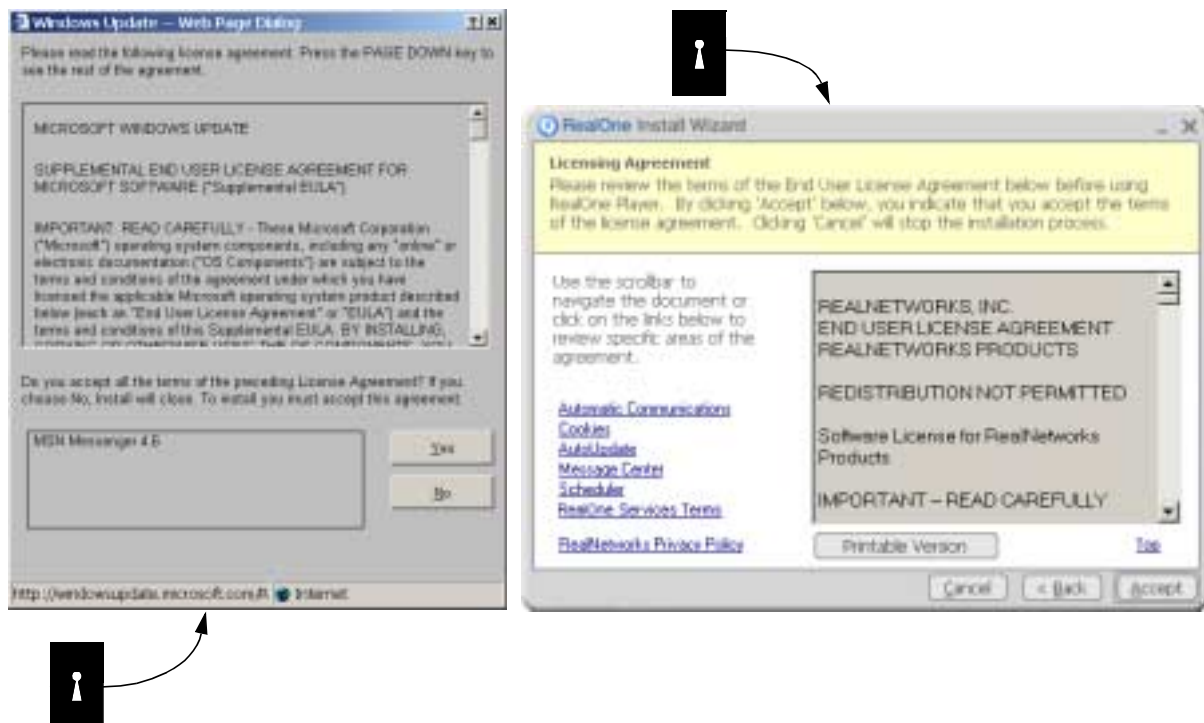 Windows Update -- Web Page Dialog
Please read the following license agreement. Press the PAGE DOWN key to
see the rest of the agreement.
MICROSOFT WINDOWS UPDATE
SUPPLEMENTAL END USER LICENSE AGREEMENT FOR
MICROSOFT SOFTWARE ("Supplemental EULA")
IMPORTANT: READ CAREFULLY - These Microsoft Corporation
("Microsoft") operating system components, including any "online" or
electronic documentation ("OS Components") are subject to the
terms and conditions of the agreement under which you have
licensed the applicable Microsoft operating system product described
below (each an "End User License Agreement" or "EULA") and the
terms and conditions of this Supplemental EULA. BY INSTALLING,
COPYING OR OTHERWISE USING THE OS COMPONENTS, YOU
Do you accept all the terms of the preceding License Agreement? If you
choose No, Install will close. To install you must accept this agreement.
MSN Messenger 4.6
Yes
No
http://windowsupdate.microsoft.com/R Internet
RealOne Install Wizard
Licensing Agreement
Please review the terms of the End User License Agreement below before using
RealOne Player. By clicking 'Accept' below, you indicate that you accept the terms
of the license agreement. Clicking 'Cancel' will stop the installation process.
Use the scrollbar to
navigate the document or
click on the links below to
review specific areas of the
agreement.
Automatic Communications
Cookies
AutoUpdate
Message Center
Scheduler
RealOne Services Terms
RealNetworks Privacy Policy
REALNETWORKS, INC.
END USER LICENSE AGREEMENT
REALNETWORKS PRODUCTS
REDISTRIBUTION NOT PERMITTED
Software License for RealNetworks
Products
IMPORTANT -- READ CAREFULLY
Printable Version
Top
Cancel
< Back
Accept